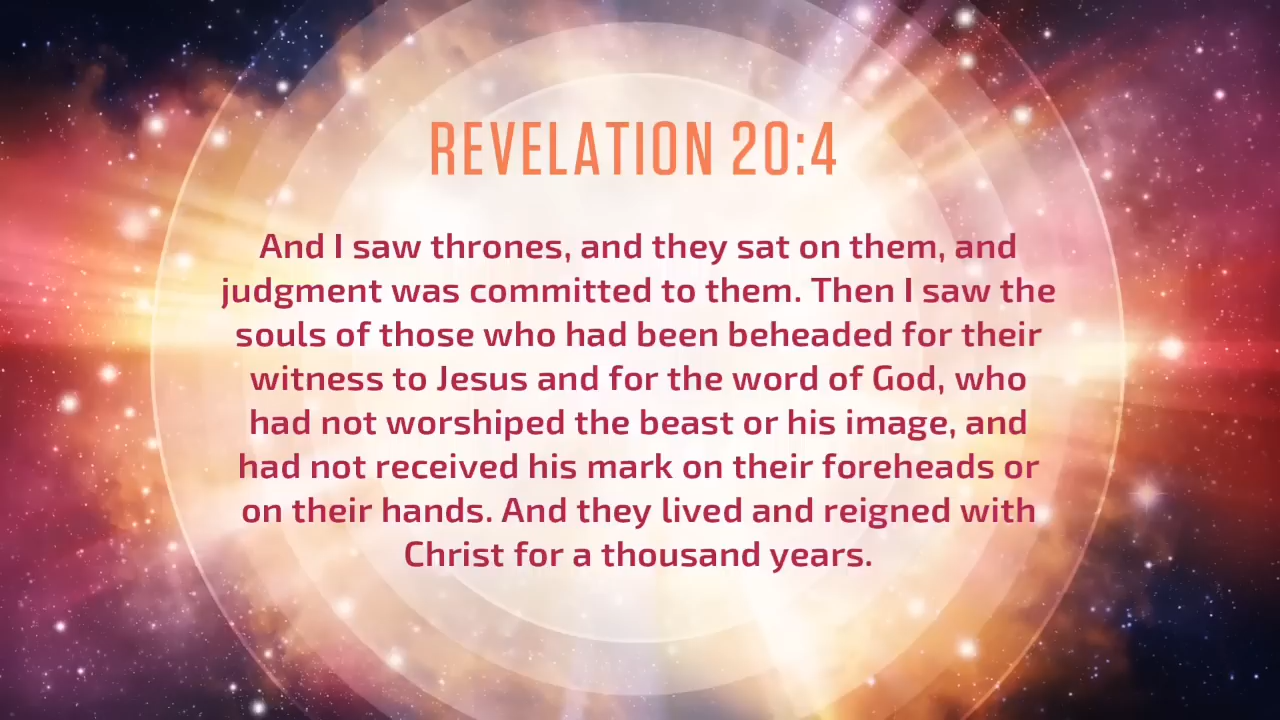 REVELATION 20:4
And I saw thrones, and they sat on them, and
judgment was committed to them. Then I saw the
souls of those who had been beheaded for their
witness to Jesus and for the word of God, who
had not worshiped the beast or his image, and
had not received his mark on their foreheads or
on their hands. And they lived and reigned with
Christ for a thousand years.